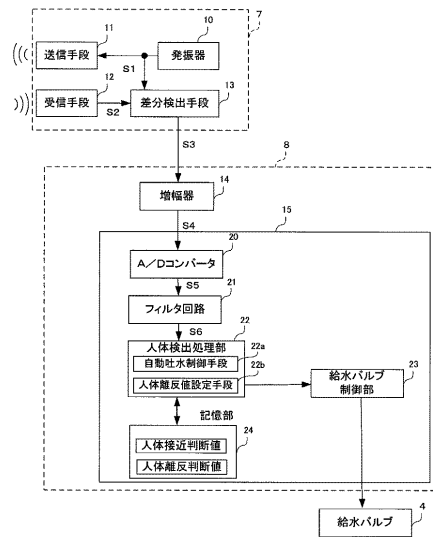 7
10
11
送信手段
発振器
S1
12
13
受信手段
S2
差分検出手段
S3
8
14
増幅器
15
S4
20
A/Dコンバータ
S5
21
フィルタ回路
S6
22
人体検出処理部
22a
自動吐水制御手段
22b
人体離反値設定手段
23
給水バルブ
制御部
記憶部
24
人体接近判断値
人体離反判断値
4
給水バルブ